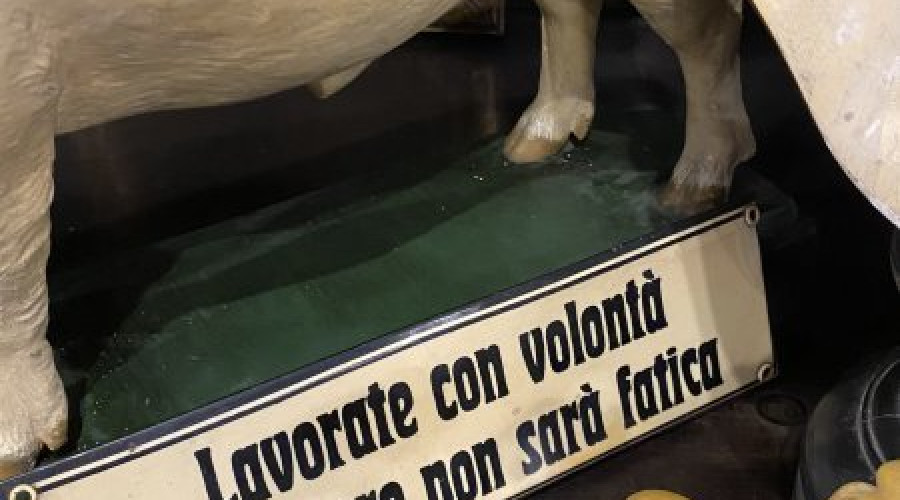 Lavorate con volontà
non sarà fatica